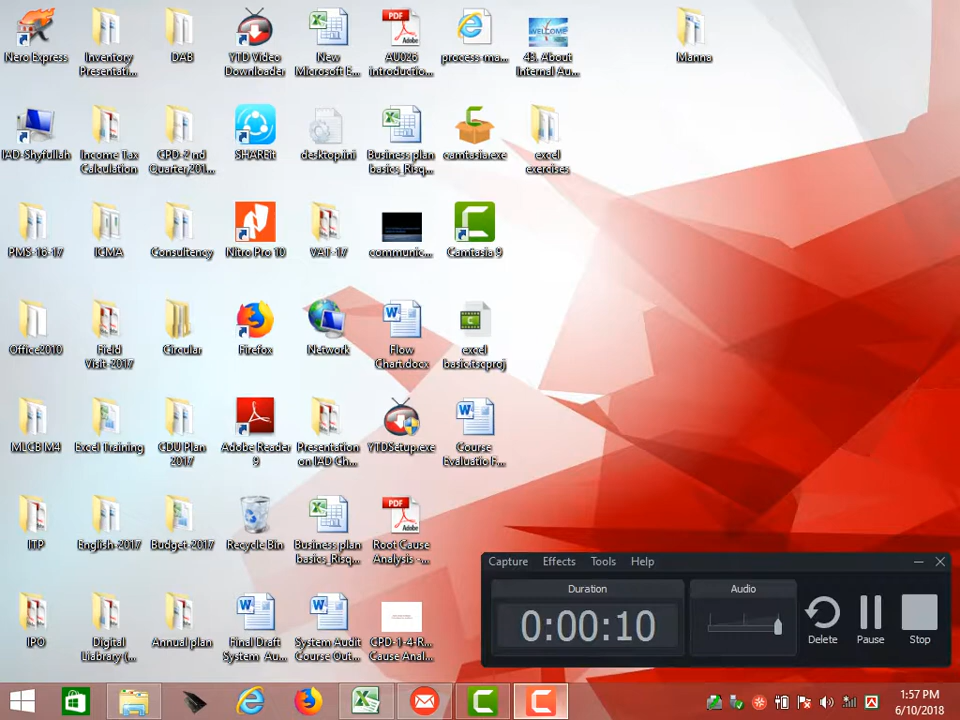 Nero Express
Inventory
Presentati...
DAB
YTD Video
Downloader
New
Microsoft E...
PDF
Adobe
AU026
introductio...
process-ma...
WELCOME
43. About
Internal Au...
Manna
IAD-Shyfullah
Income Tax
Calculation
CPD-2 nd
Quarter,201...
SHAREit
desktop.ini
Business plan
basics_Risq...
camtasia.exe
excel
exercises
PMS-16-17
ICMA
Consultency
Nitro Pro 10
VAT-17
communic...
Camtasia 9
Office2010
Field
Visit-2017
Circular
Firefox
Network
Flow
Chart.docx
excel
basic.tscproj
MLCB M4
Excel Training
CDU Plan
2017
Adobe Reader
9
Presentation
on IAD Ch...
YTDSetup.exe
Course
Evaluatio F...
ITP
English-2017
Budget-2017
Recycle Bin
Business plan
basics_Risq...
PDF
Adobe
Root Cause
Analysis -...
IPO
Digital
Liabrary (...
Annual plan
Final Draft
System Au...
System Audit
Course Out...
CPD-1-4-R...
Cause Anal...
Capture Effects Tools Help
Duration
0:00:10
Audio
Delete
Pause
Stop
1:57 PM
6/10/2018